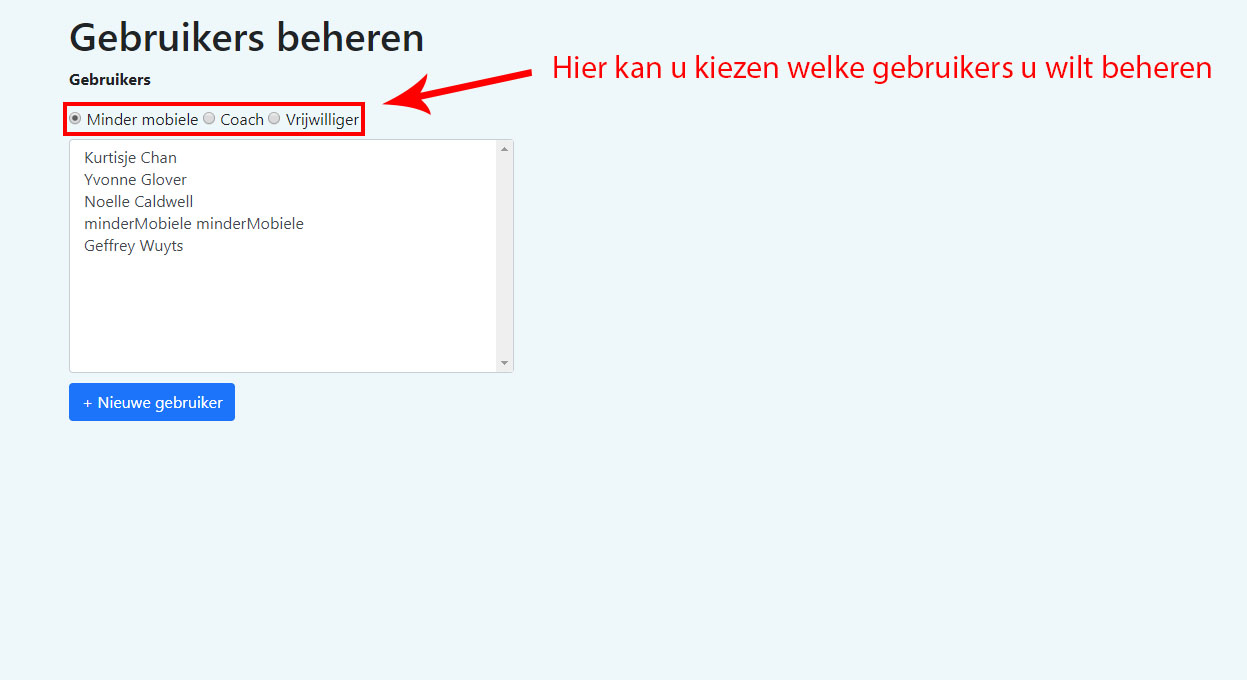 Gebruikers beheren
Hier kan u kiezen welke gebruikers u wilt beheren
Gebruikers
Minder mobiele Coach Vrijwilliger
Kurtisje Chan
Yvonne Glover
Noelle Caldwell
minderMobiele minderMobiele
Geffrey Wuyts
+ Nieuwe gebruiker